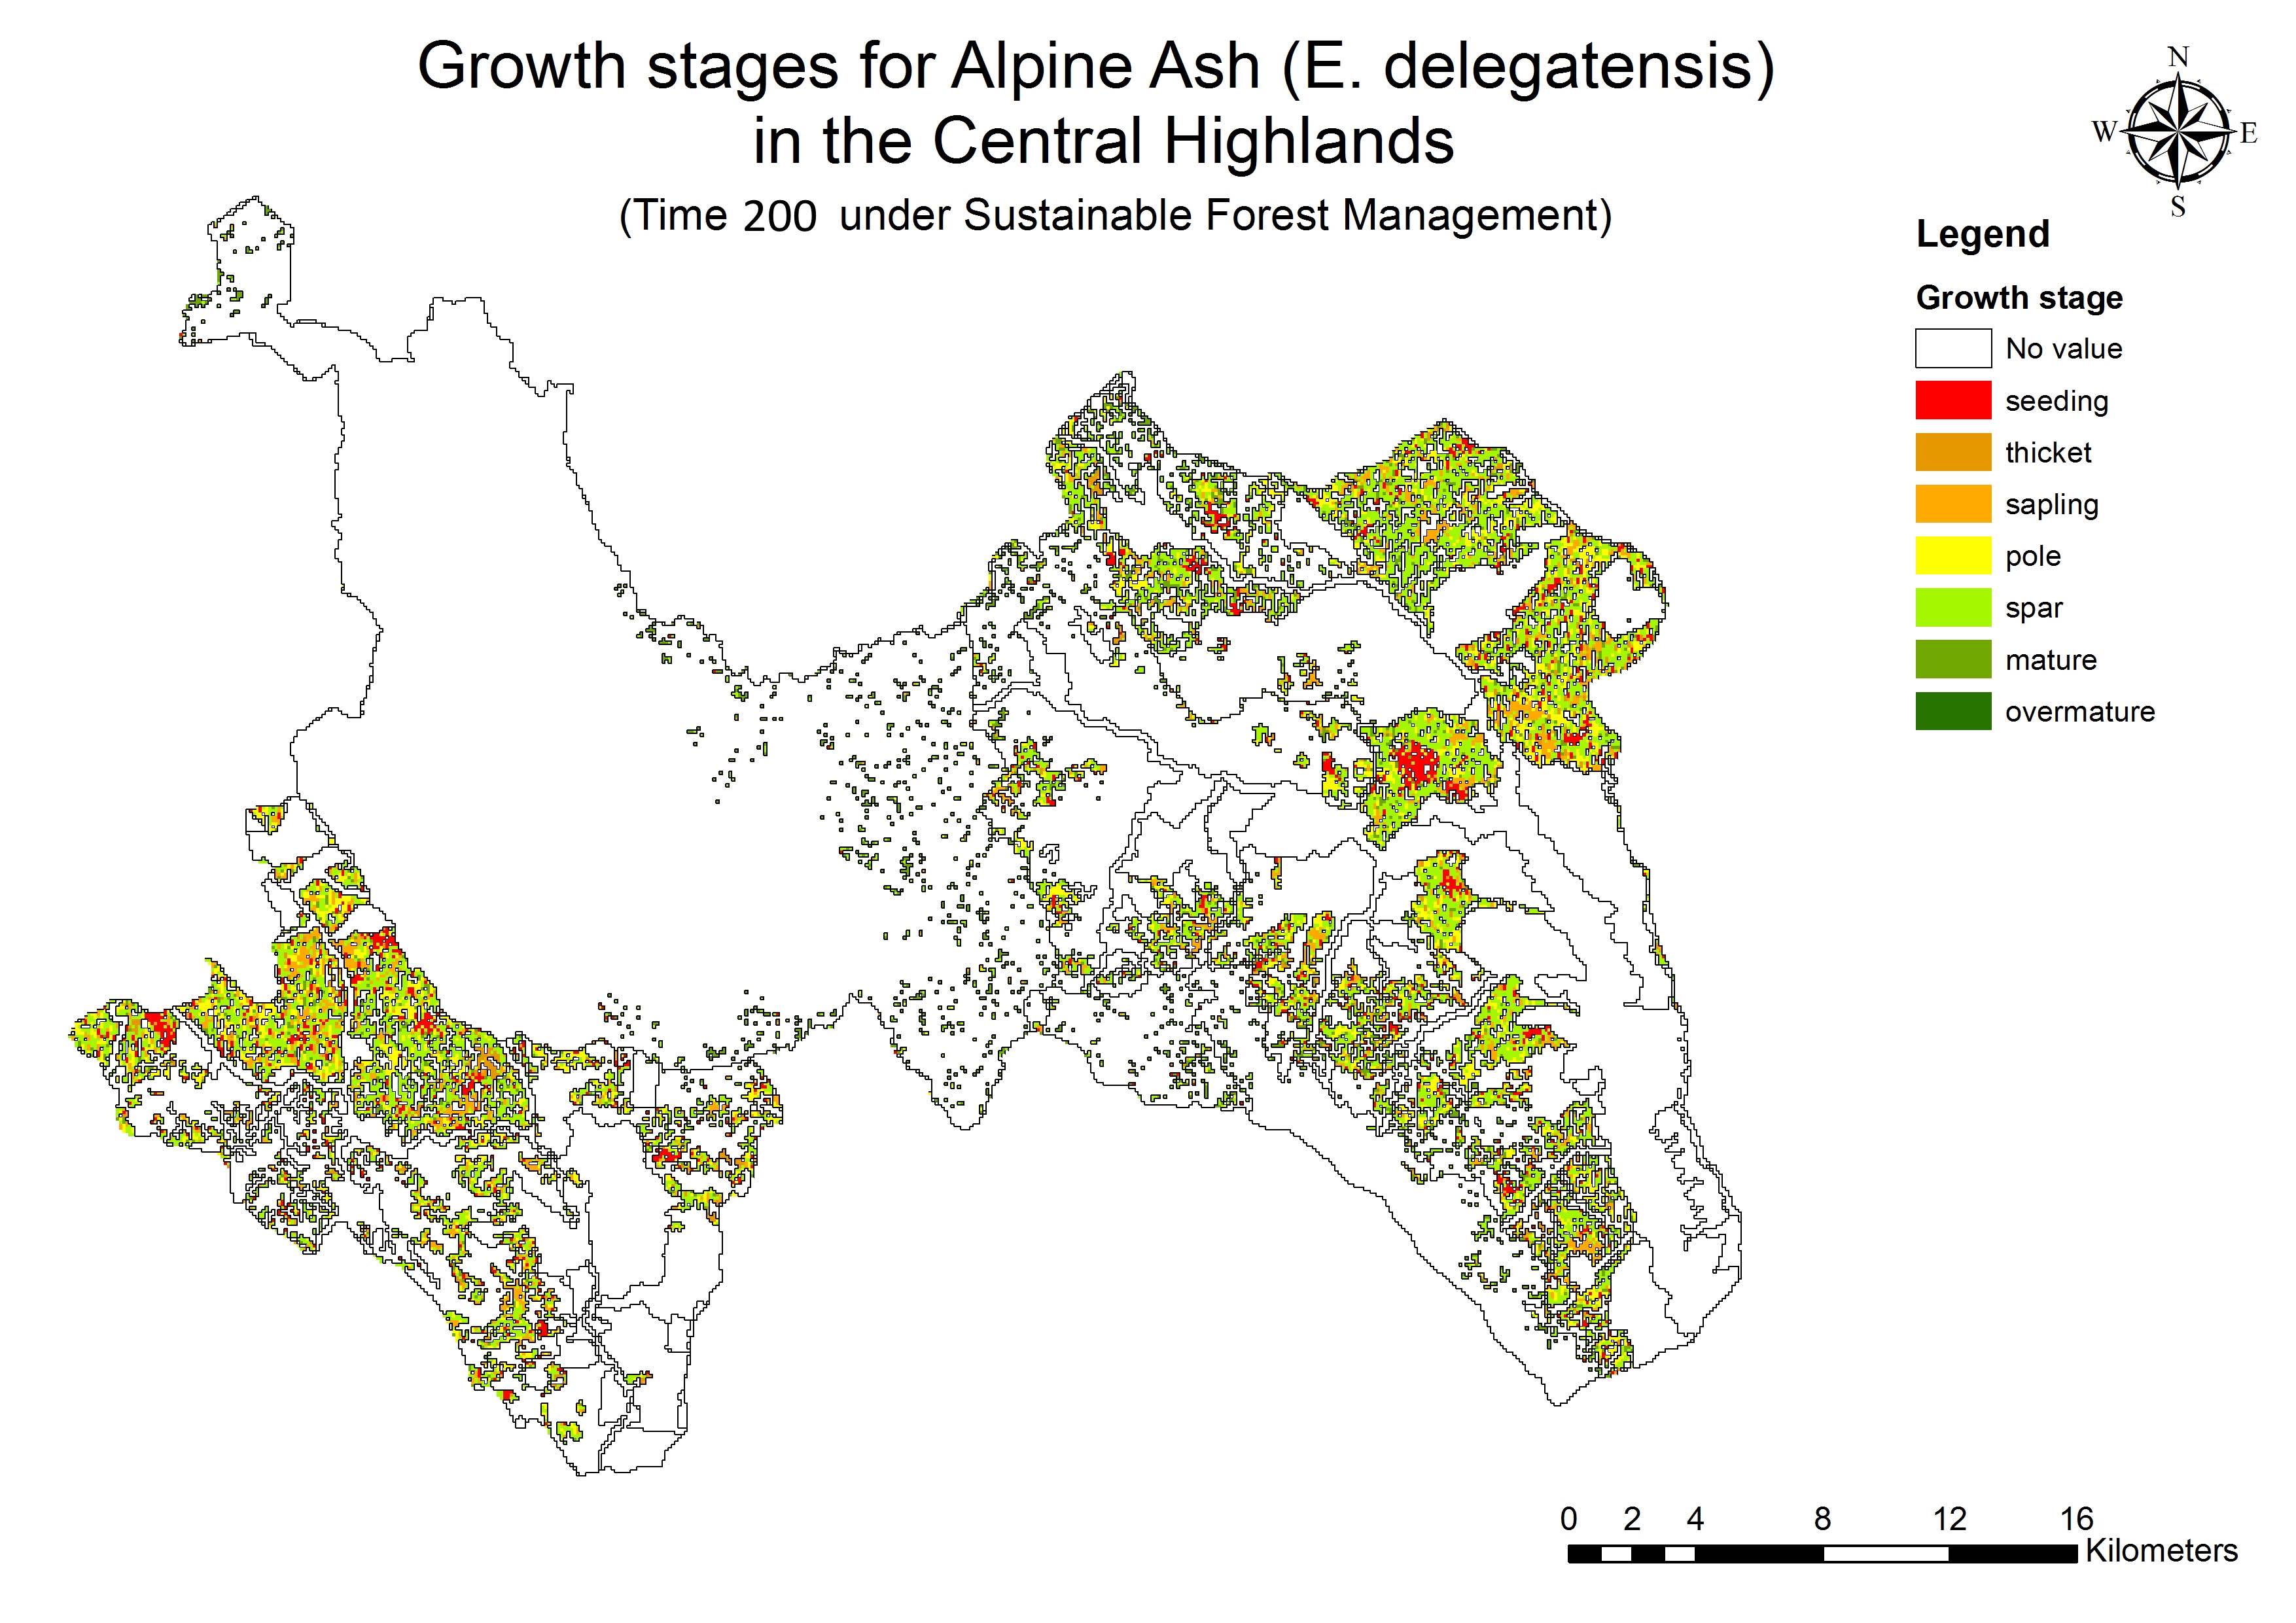 Growth stages for Alpine Ash (E. delegatensis)
in the Central Highlands
(Time 200 under Sustainable Forest Management)
N
W E
S
Legend
Growth stage
No value
seeding
thicket
sapling
pole
spar
mature
overmature
0 2 4 8 12 16
Kilometers